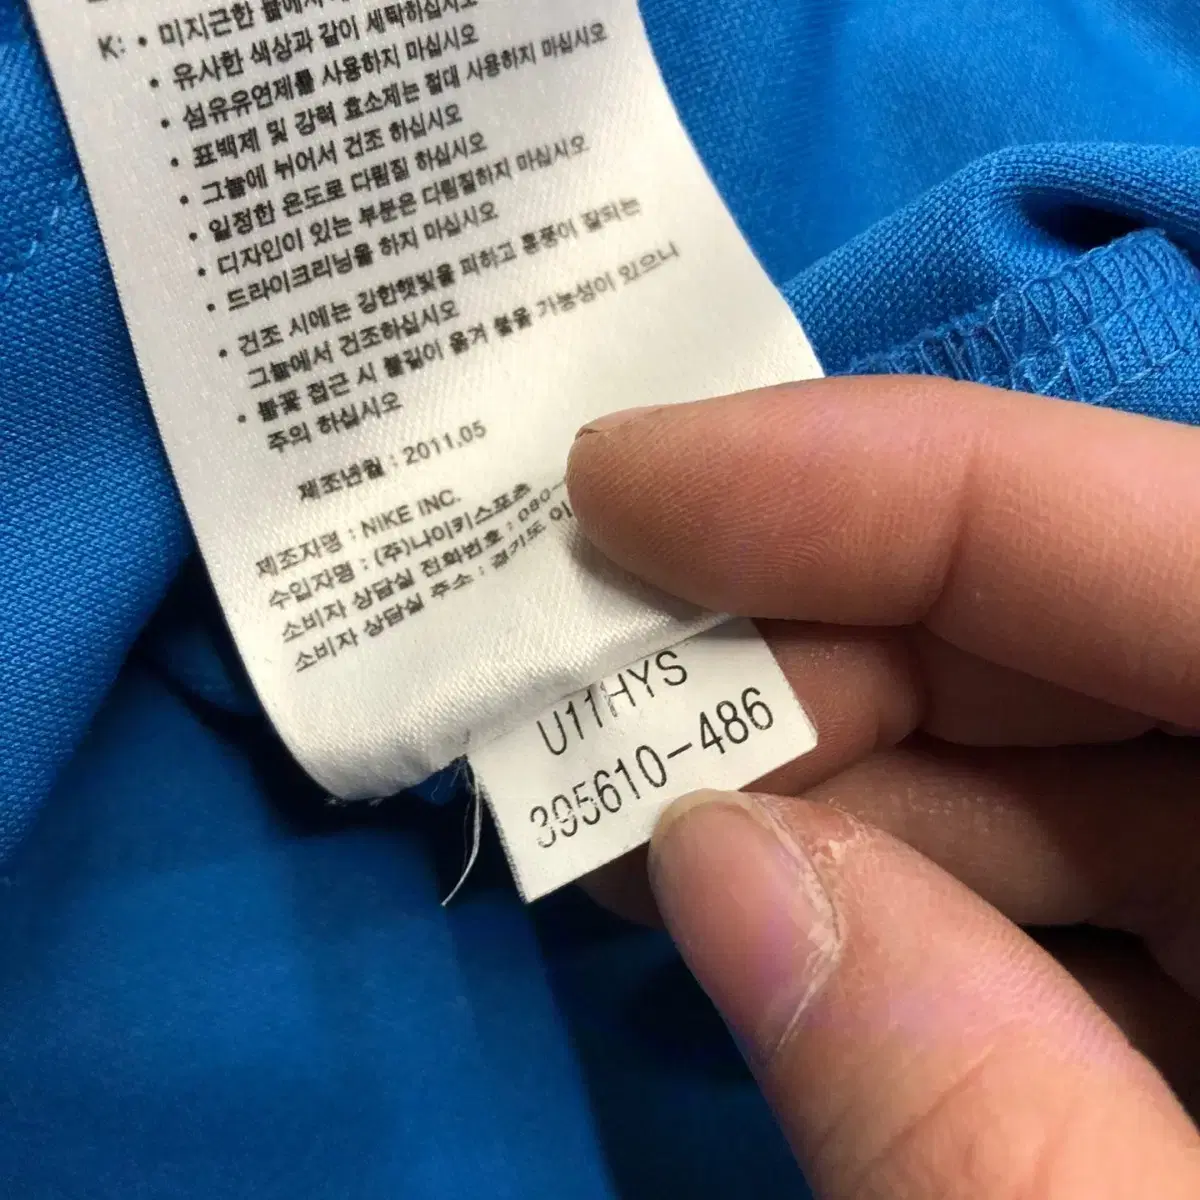 K: • 미지근한 물에서
• 유사한 색상과 같이 세탁하십시오
• 섬유유연제를 사용하지 마십시오
• 표백제 및 강력 효소제는 절대 사용하지 마십시오
• 그늘에 뉘어서 건조 하십시오
• 일정한 온도로 다림질 하십시오
• 디자인이 있는 부분은 다림질하지 마십시오
• 드라이크리닝을 하지 마십시오
• 건조 시에는 강한햇빛을 피하고 통풍이 잘되는
그늘에서 건조하십시오
• 불꽃 접근 시 불길이 옮겨 붙을 가능성이 있으니
주의 하십시오
제조년월 : 2011.05
제조자명 : NIKE INC.
수입자명 : (주)나이키스포츠
소비자 상담실 전화번호 : 080-
소비자 상담실 주소 : 경기도 이
U11HYS
395610-486